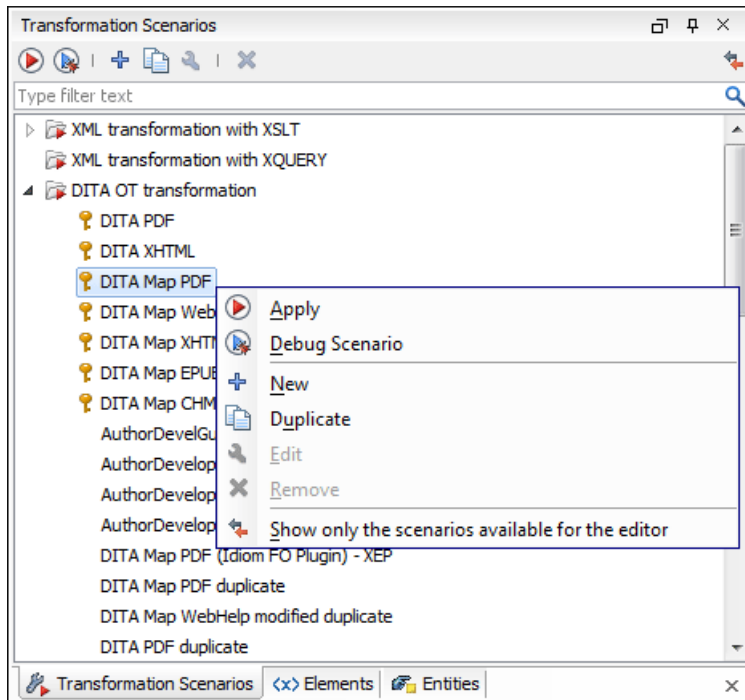 Transformation Scenarios
Type filter text
XML transformation with XSLT
XML transformation with XQUERY
DITA OT transformation
DITA PDF
DITA XHTML
DITA Map PDF
DITA Map Web
DITA Map XHT
DITA Map EPUB
DITA Map CHM
AuthorDevelGu
AuthorDevelop
AuthorDevelop
AuthorDevelop
Apply
Debug Scenario
New
Duplicate
Edit
Remove
Show only the scenarios available for the editor
DITA Map PDF (Idiom FO Plugin) - XEP
DITA Map PDF duplicate
DITA Map WebHelp modified duplicate
DITA PDF duplicate
Transformation Scenarios <x> Elements Entities